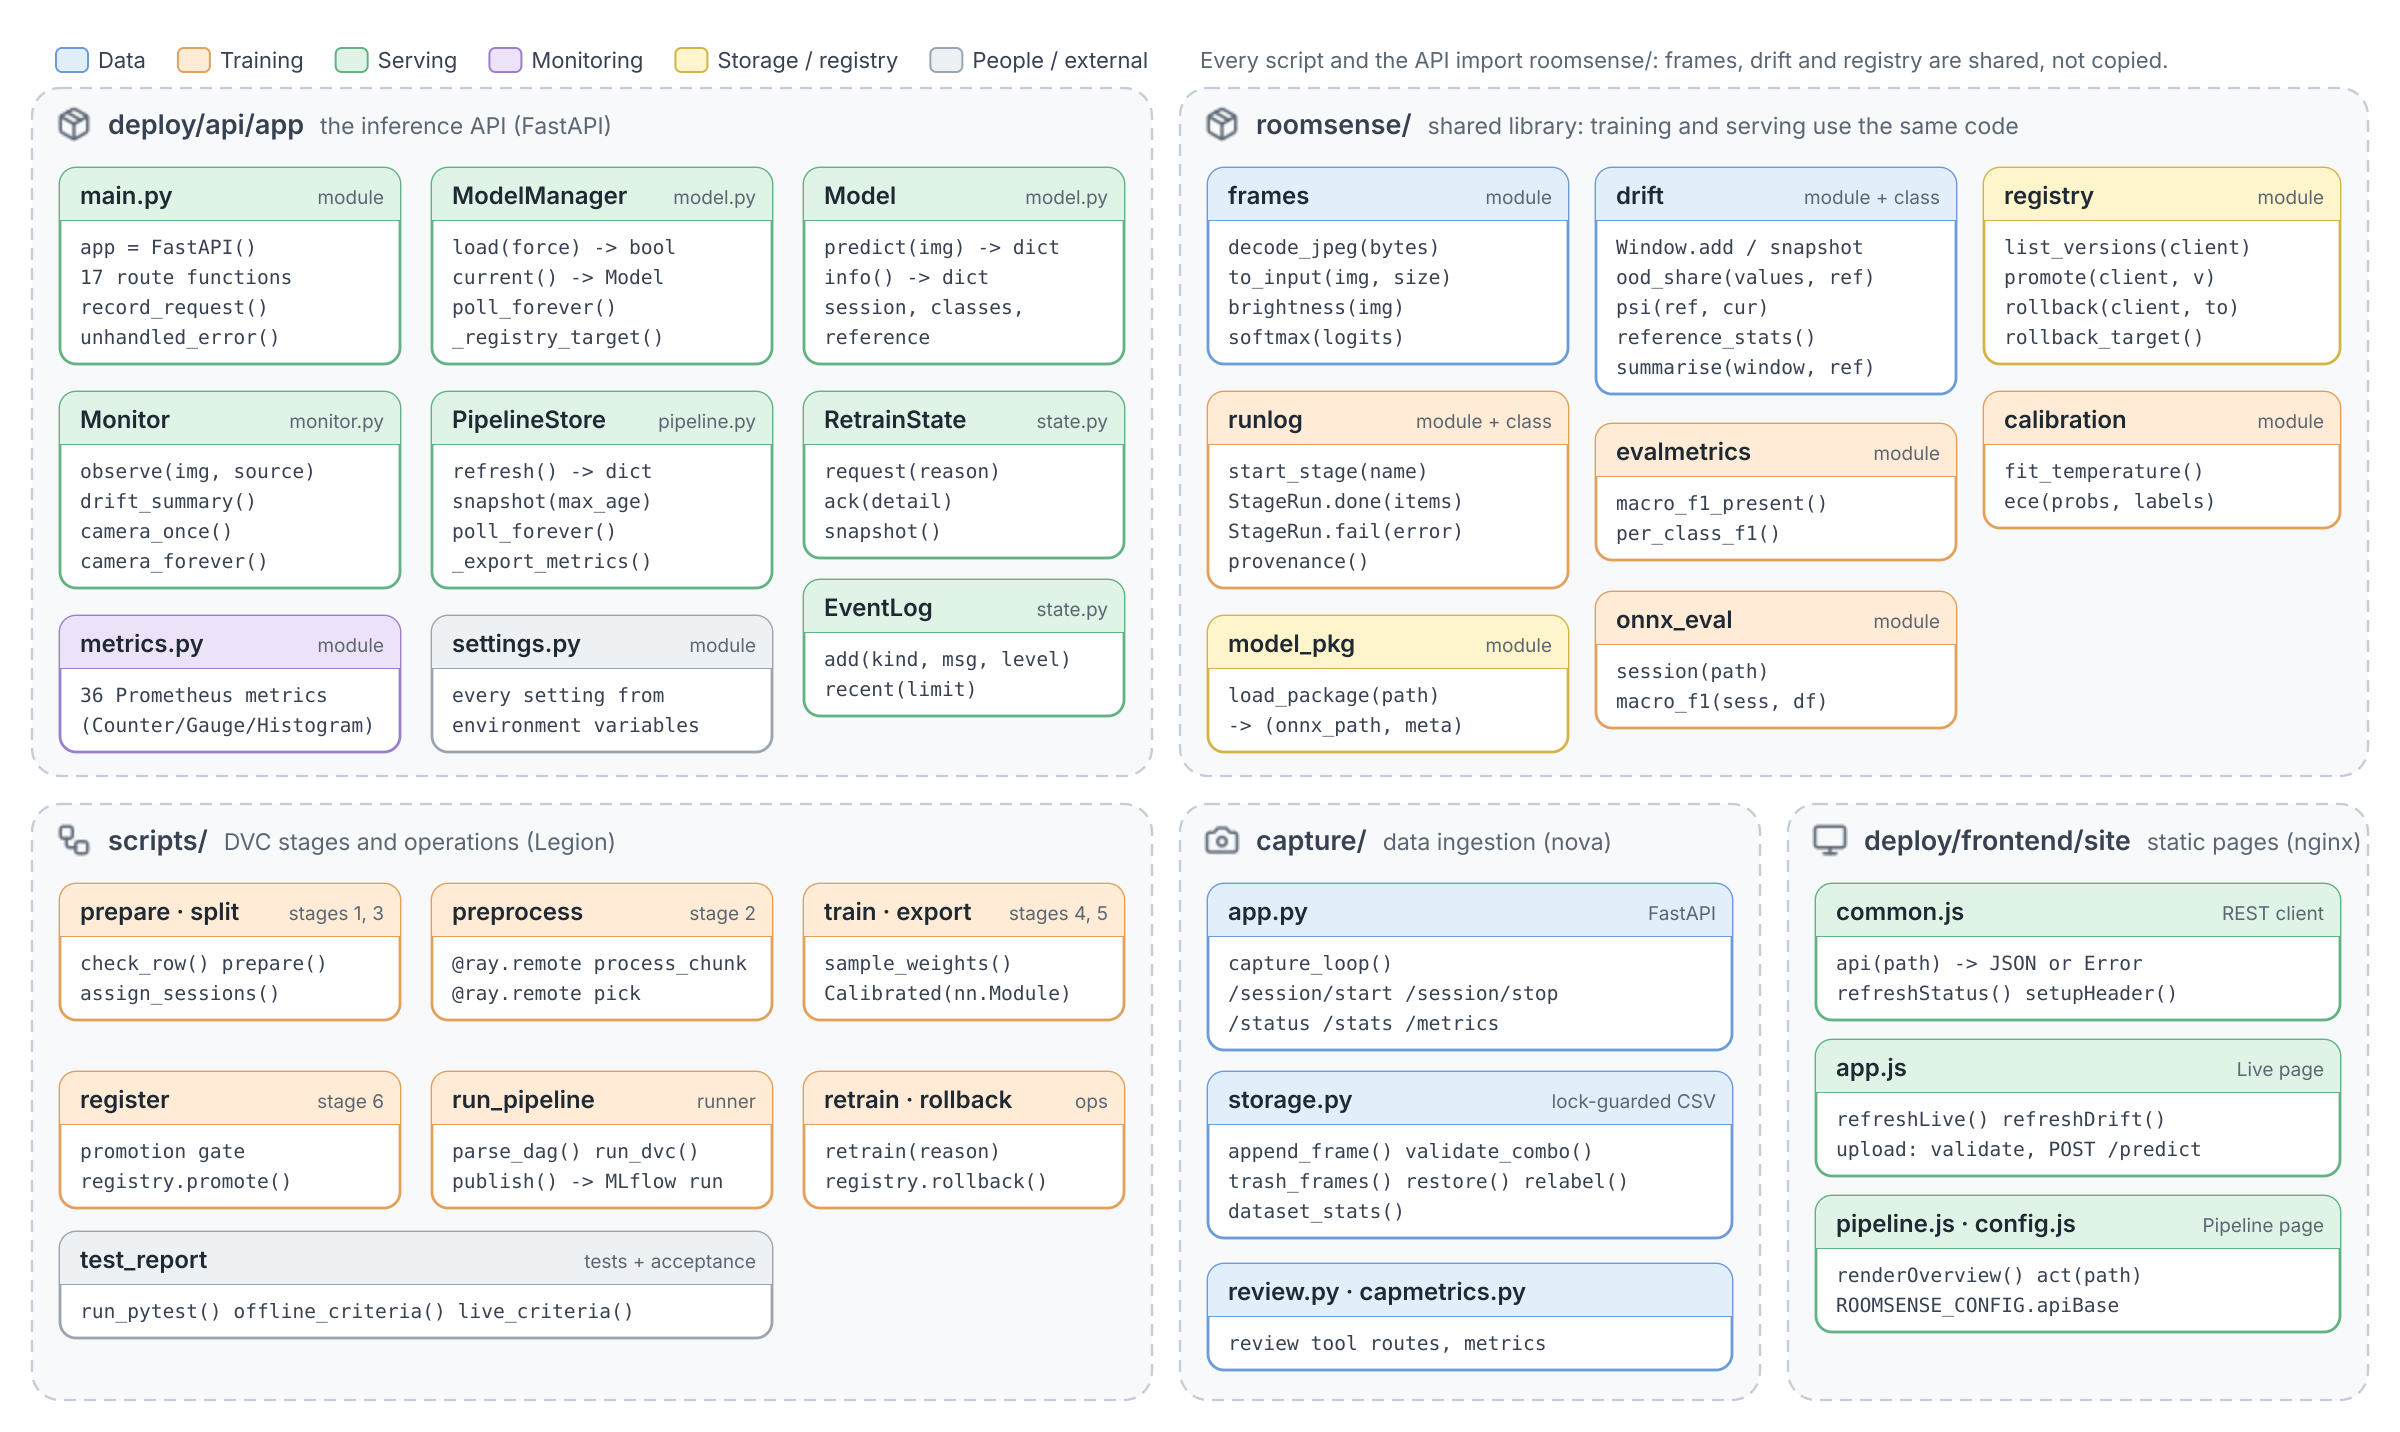 Data Training Serving Monitoring Storage / registry People / external Every script and the API import roomsense/: frames, drift and registry are shared, not copied.
deploy/api/app the inference API (FastAPI)
main.py module
app = FastAPI()
17 route functions
record_request()
unhandled_error()
ModelManager model.py
load(force) -> bool
current() -> Model
poll_forever()
_registry_target()
Model model.py
predict(img) -> dict
info() -> dict
session, classes,
reference
Monitor monitor.py
observe(img, source)
drift_summary()
camera_once()
camera_forever()
PipelineStore pipeline.py
refresh() -> dict
snapshot(max_age)
poll_forever()
_export_metrics()
RetrainState state.py
request(reason)
ack(detail)
snapshot()
EventLog state.py
add(kind, msg, level)
recent(limit)
metrics.py module
36 Prometheus metrics
(Counter/Gauge/Histogram)
settings.py module
every setting from
environment variables
roomsense/ shared library: training and serving use the same code
frames module
decode_jpeg(bytes)
to_input(img, size)
brightness(img)
softmax(logits)
drift module + class
Window.add / snapshot
ood_share(values, ref)
psi(ref, cur)
reference_stats()
summarise(window, ref)
registry module
list_versions(client)
promote(client, v)
rollback(client, to)
rollback_target()
runlog module + class
start_stage(name)
StageRun.done(items)
StageRun.fail(error)
provenance()
evalmetrics module
macro_f1_present()
per_class_f1()
calibration module
fit_temperature()
ece(probs, labels)
model_pkg module
load_package(path)
-> (onnx_path, meta)
onnx_eval module
session(path)
macro_f1(sess, df)
scripts/ DVC stages and operations (Legion)
prepare · split stages 1, 3
check_row() prepare()
assign_sessions()
preprocess stage 2
@ray.remote process_chunk
@ray.remote pick
train · export stages 4, 5
sample_weights()
Calibrated(nn.Module)
register stage 6
promotion gate
registry.promote()
run_pipeline runner
parse_dag() run_dvc()
publish() -> MLflow run
retrain · rollback ops
retrain(reason)
registry.rollback()
test_report tests + acceptance
run_pytest() offline_criteria() live_criteria()
capture/ data ingestion (nova)
app.py FastAPI
capture_loop()
/session/start /session/stop
/status /stats /metrics
storage.py lock-guarded CSV
append_frame() validate_combo()
trash_frames() restore() relabel()
dataset_stats()
review.py · capmetrics.py
review tool routes, metrics
deploy/frontend/site static pages (nginx)
common.js REST client
api(path) -> JSON or Error
refreshStatus() setupHeader()
app.js Live page
refreshLive() refreshDrift()
upload: validate, POST /predict
pipeline.js · config.js Pipeline page
renderOverview() act(path)
ROOMSENSE_CONFIG.apiBase